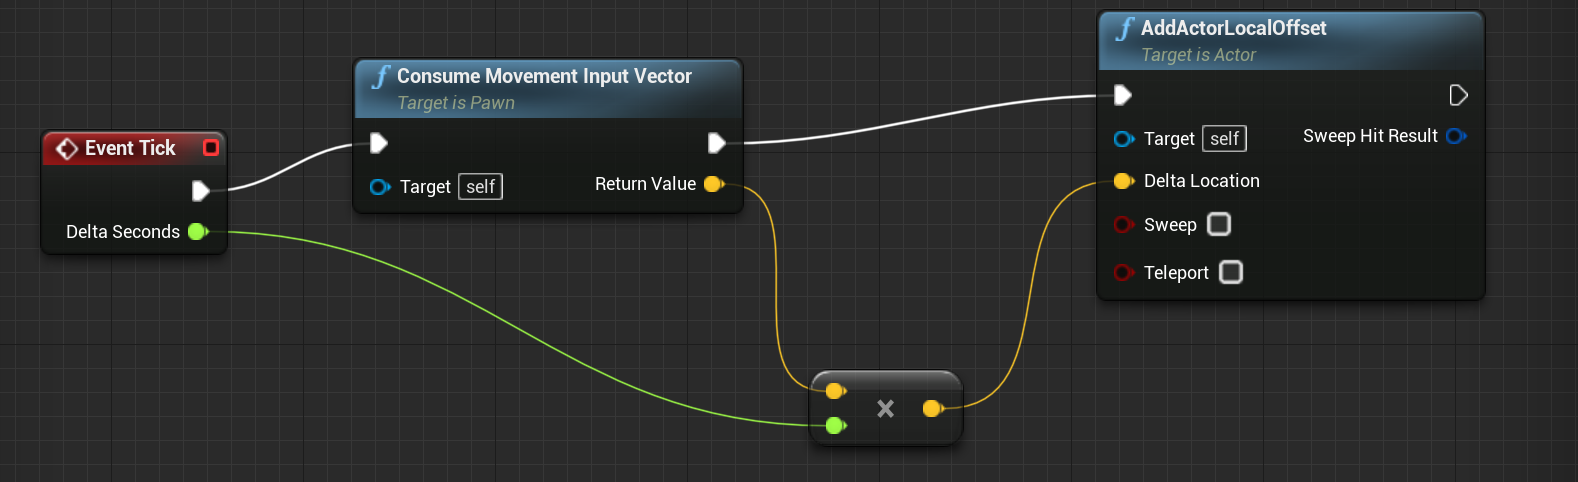 Event Tick
Delta Seconds
Consume Movement Input Vector
Target is Pawn
Target self
Return Value
AddActorLocalOffset
Target is Actor
Target self
Sweep Hit Result
Delta Location
Sweep
Teleport